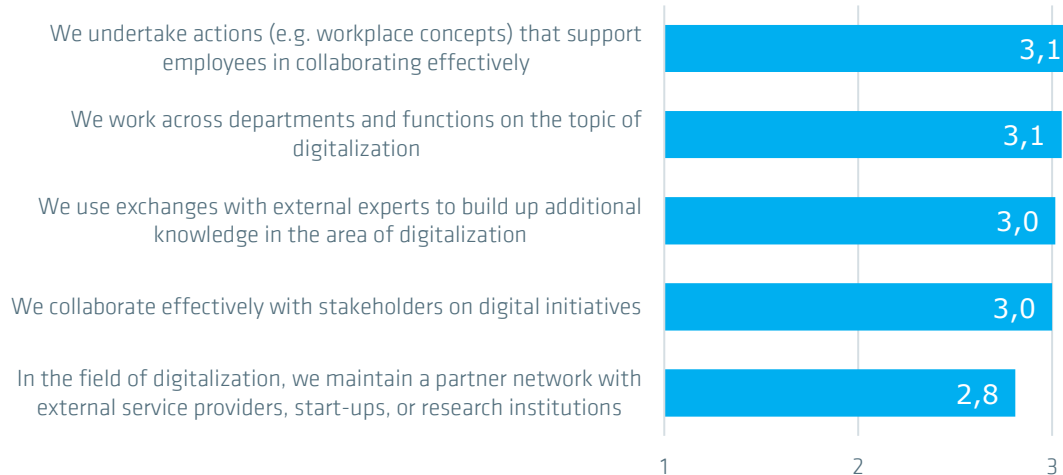 We undertake actions (e.g. workplace concepts) that support
employees in collaborating effectively
3,1
We work across departments and functions on the topic of
digitalization
3,1
We use exchanges with external experts to build up additional
knowledge in the area of digitalization
3,0
We collaborate effectively with stakeholders on digital initiatives
3,0
In the field of digitalization, we maintain a partner network with
external service providers, start-ups, or research institutions
2,8
1 2 3